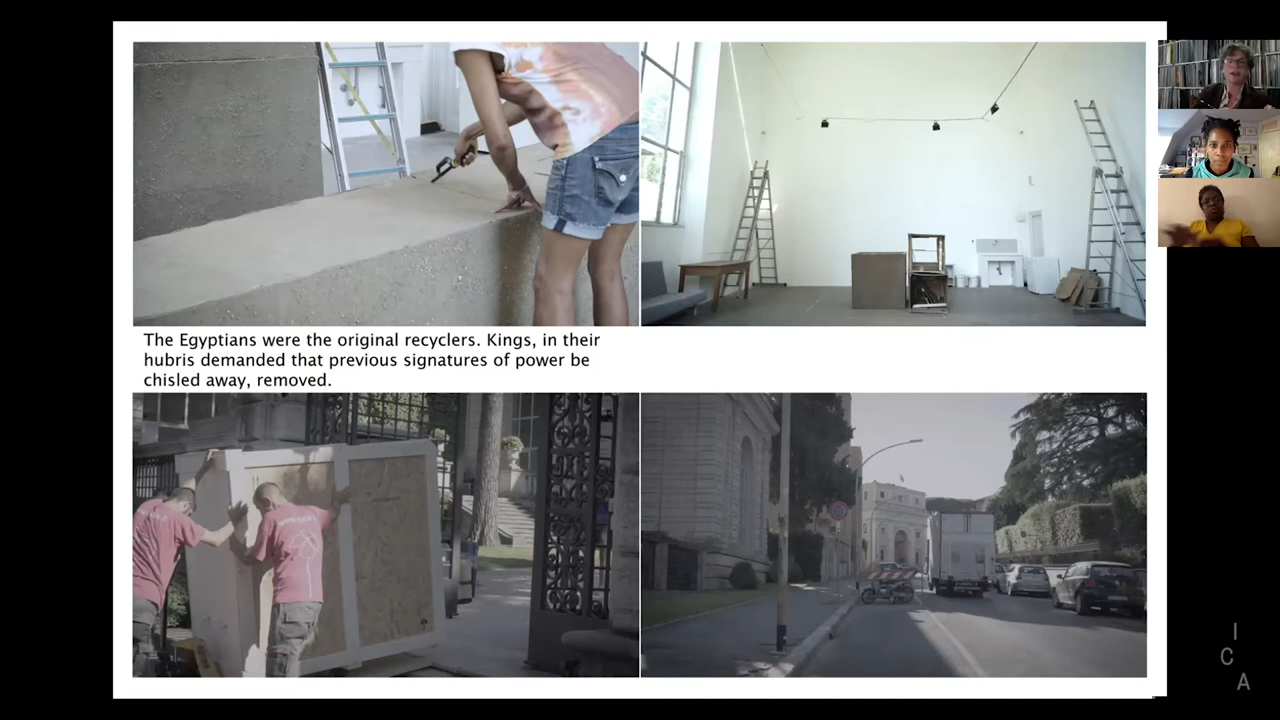 The Egyptians were the original recyclers. Kings, in their
hubris demanded that previous signatures of power be
chisled away, removed.
I
C
A